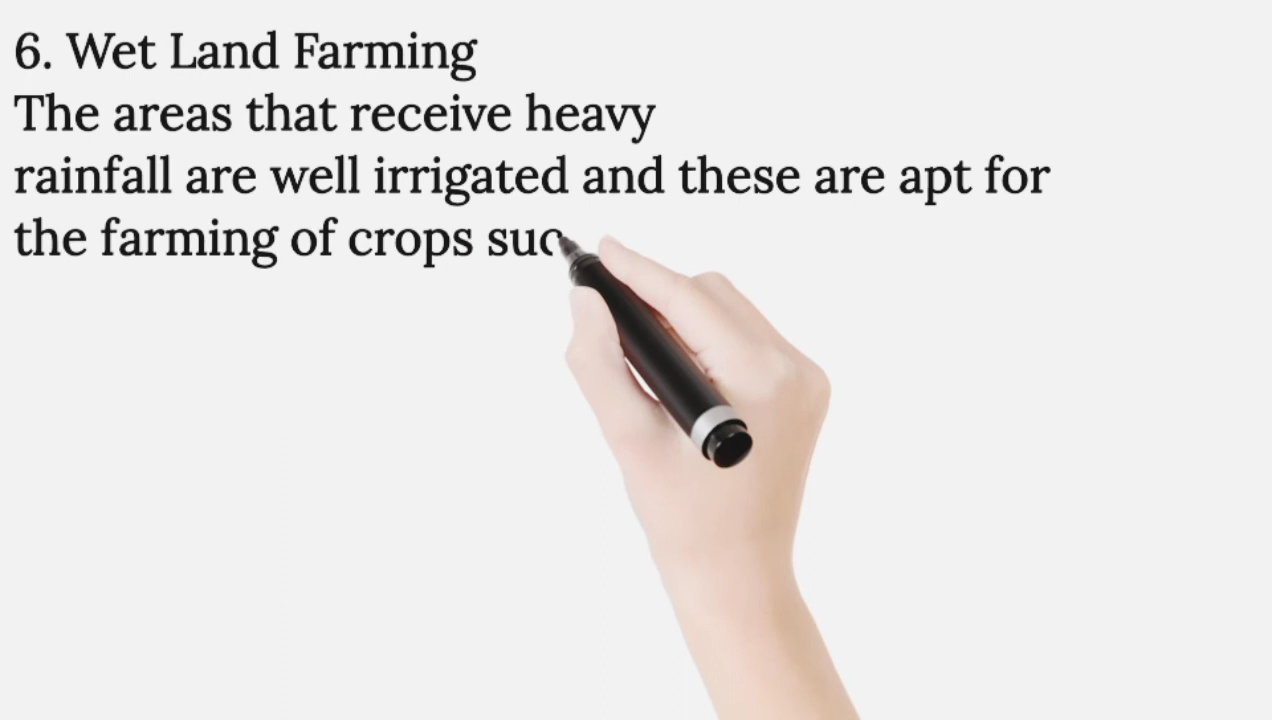 6. Wet Land Farming
The areas that receive heavy
rainfall are well irrigated and these are apt for
the farming of crops suc